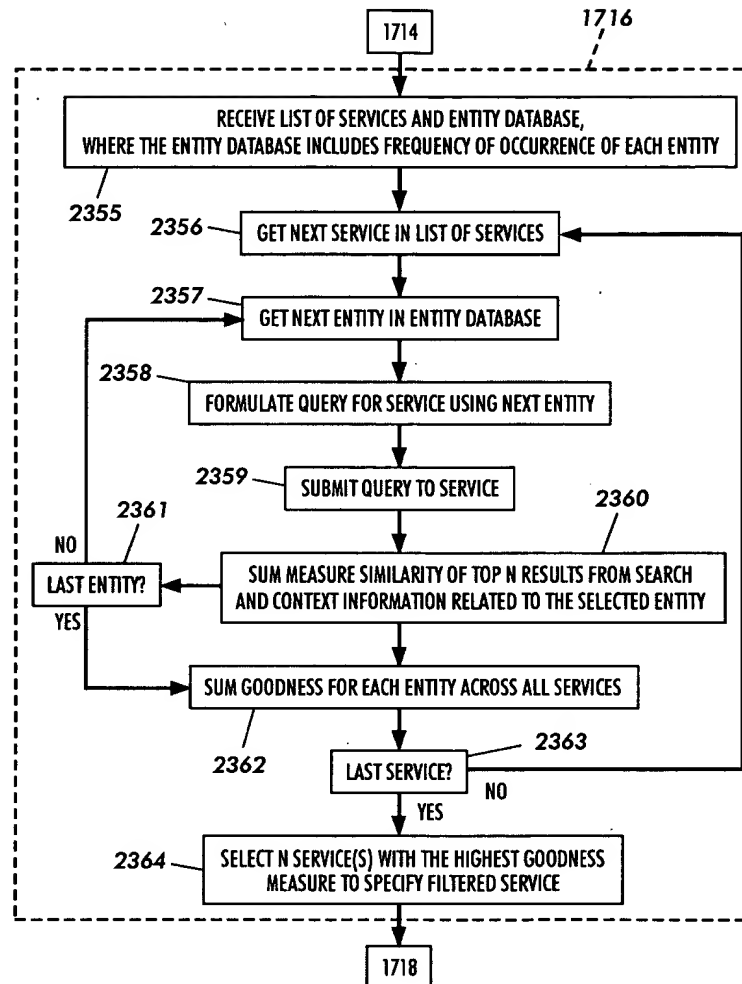 1714
1716
RECEIVE LIST OF SERVICES AND ENTITY DATABASE,
WHERE THE ENTITY DATABASE INCLUDES FREQUENCY OF OCCURRENCE OF EACH ENTITY
2355
2356
GET NEXT SERVICE IN LIST OF SERVICES
2357
GET NEXT ENTITY IN ENTITY DATABASE
2358
FORMULATE QUERY FOR SERVICE USING NEXT ENTITY
2359
SUBMIT QUERY TO SERVICE
2360
2361
NO
LAST ENTITY?
YES
SUM MEASURE SIMILARITY OF TOP N RESULTS FROM SEARCH
AND CONTEXT INFORMATION RELATED TO THE SELECTED ENTITY
SUM GOODNESS FOR EACH ENTITY ACROSS ALL SERVICES
2362
2363
LAST SERVICE?
NO
YES
2364
SELECT N SERVICE(S) WITH THE HIGHEST GOODNESS
MEASURE TO SPECIFY FILTERED SERVICE
1718